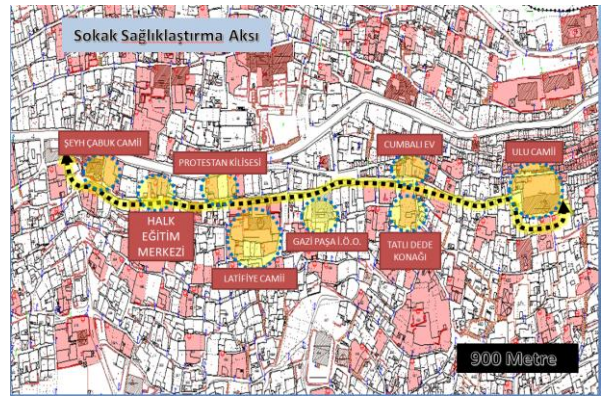 Sokak Sağlıklaştırma Aksı
ŞEYH ÇABUK CAMİİ
PROTESTAN KİLİSESİ
CUMBALI EV
ULU CAMİİ
HALK
EĞİTİM
MERKEZİ
LATİFİYE CAMİİ
GAZİ PAŞA İ.Ö.O.
TATLI DEDE
KONAĞI
900 Metre